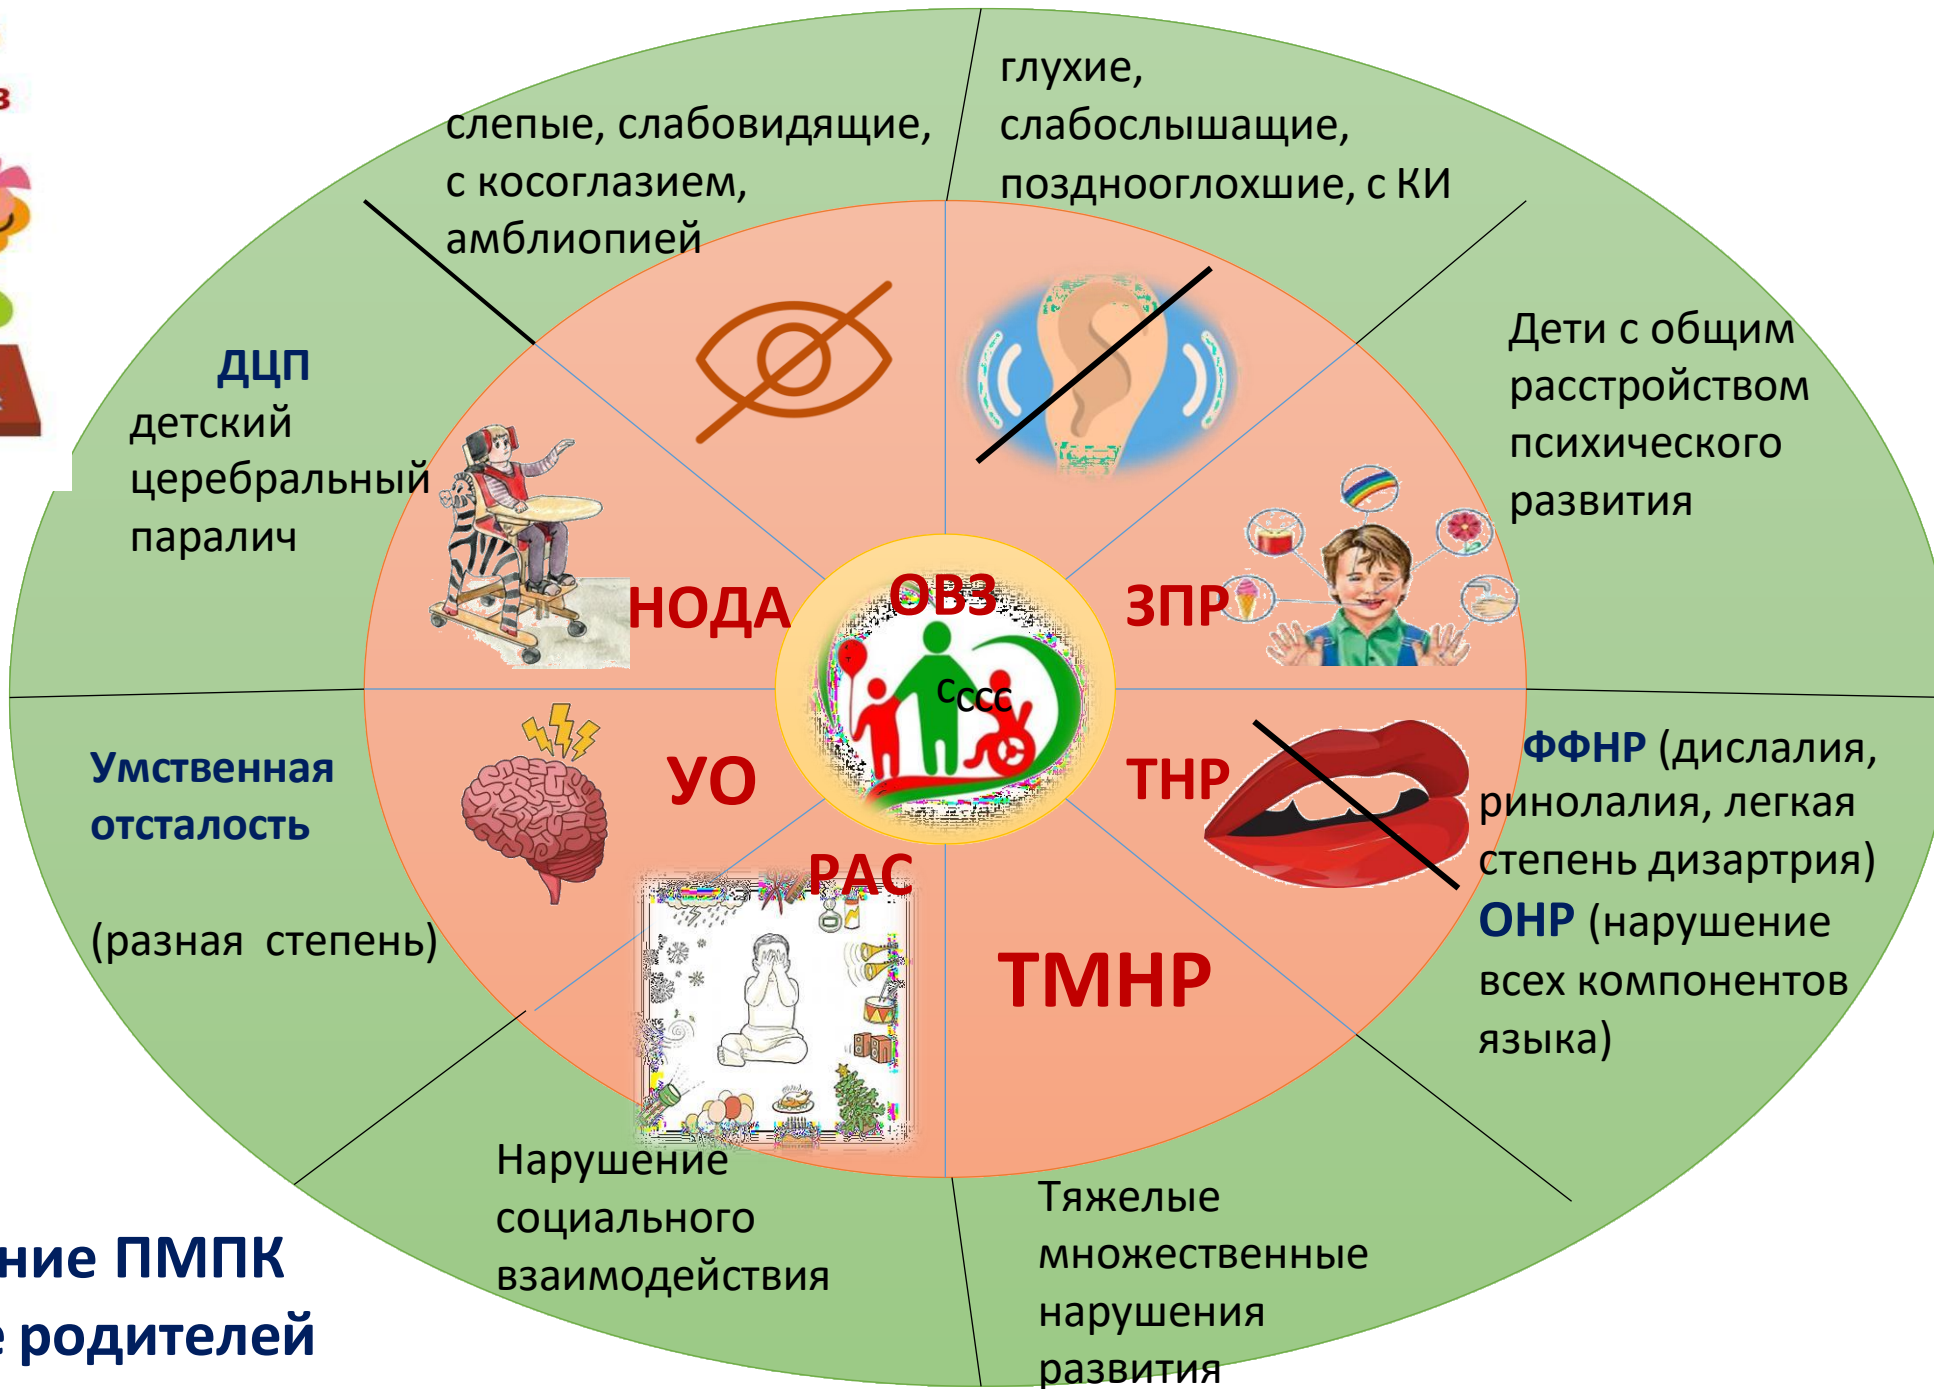 глухие,
слабослышащие,
позднооглохшие, с КИ
слепые, слабовидящие,
с косоглазием,
амблиопией
Дети с общим
расстройством
психического
развития
ДЦП
детский
церебральный
паралич
НОДА
ОВЗ
ЗПР
сссс
Умственная
отсталость
(разная степень)
УО
ТНР
ФФНР (дислалия,
ринолалия, легкая
степень дизартрия)
ОНР (нарушение
всех компонентов
языка)
РАС
ТМНР
Нарушение
социального
взаимодействия
Тяжелые
множественные
нарушения
развития
ние ПМПК
е родителей